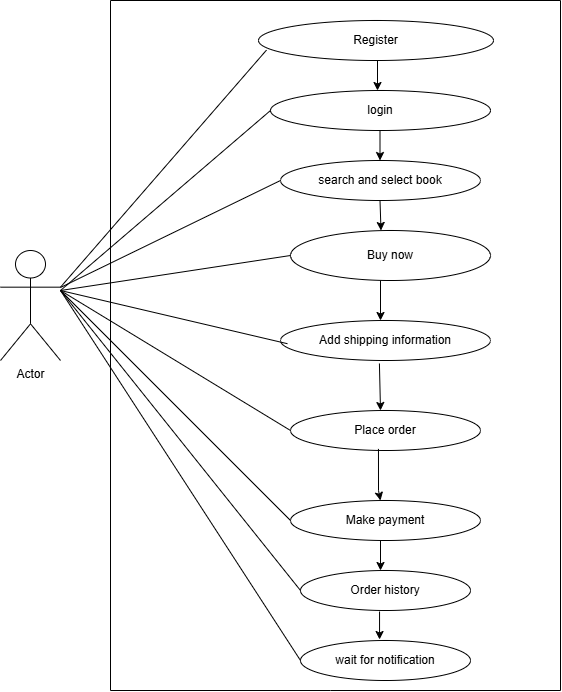 Register
login
search and select book
Buy now
Actor
Add shipping information
Place order
Make payment
Order history
wait for notification